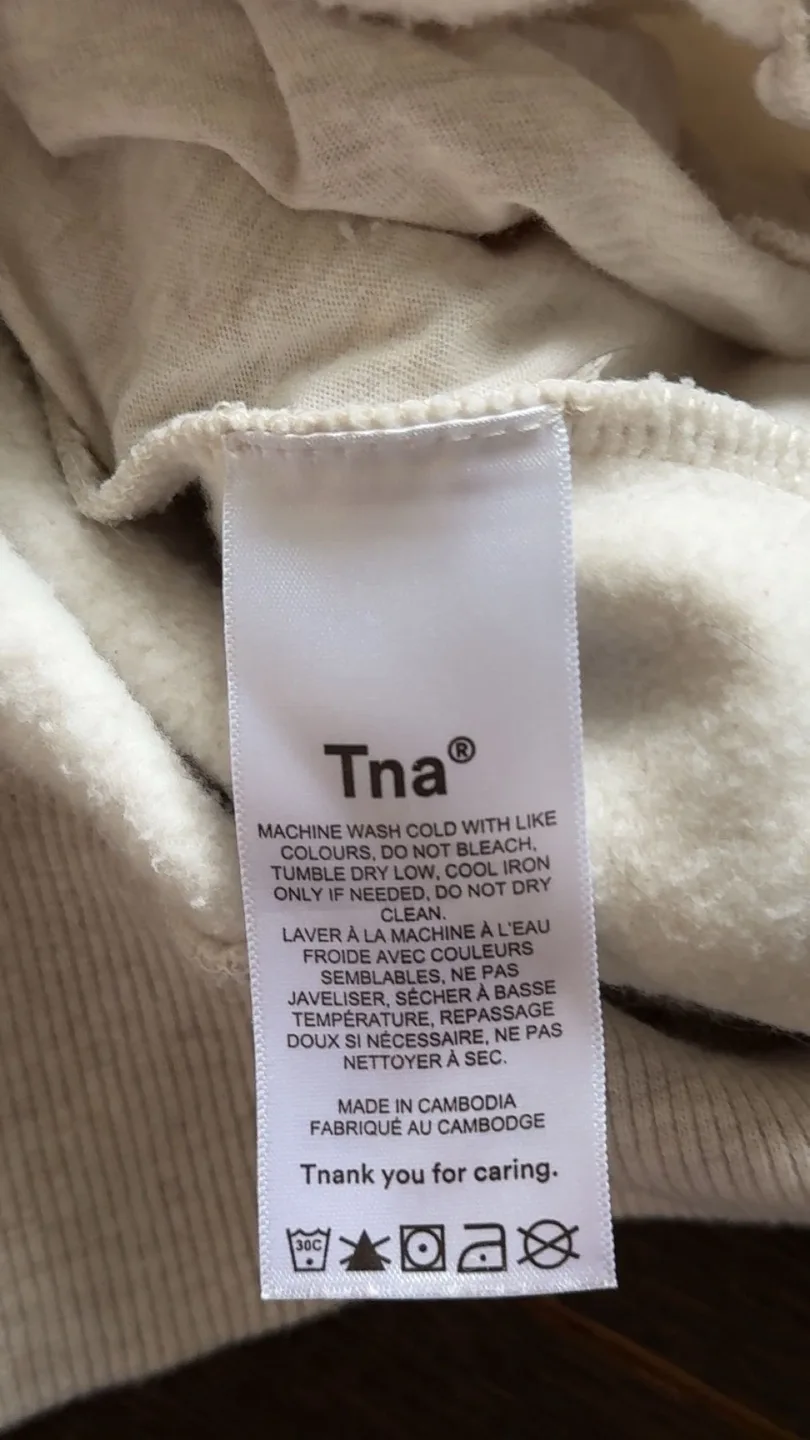 Tna®
MACHINE WASH COLD WITH LIKE
COLOURS, DO NOT BLEACH,
TUMBLE DRY LOW, COOL IRON
ONLY IF NEEDED, DO NOT DRY
CLEAN.
LAVER À LA MACHINE À L'EAU
FROIDE AVEC COULEURS
SEMBLABLES, NE PAS
JAVELISER, SÉCHER À BASSE
TEMPÉRATURE, REPASSAGE
DOUX SI NÉCESSAIRE, NE PAS
NETTOYER À SEC.
MADE IN CAMBODIA
FABRIQUÉ AU CAMBODGE
Tnank you for caring.
30C